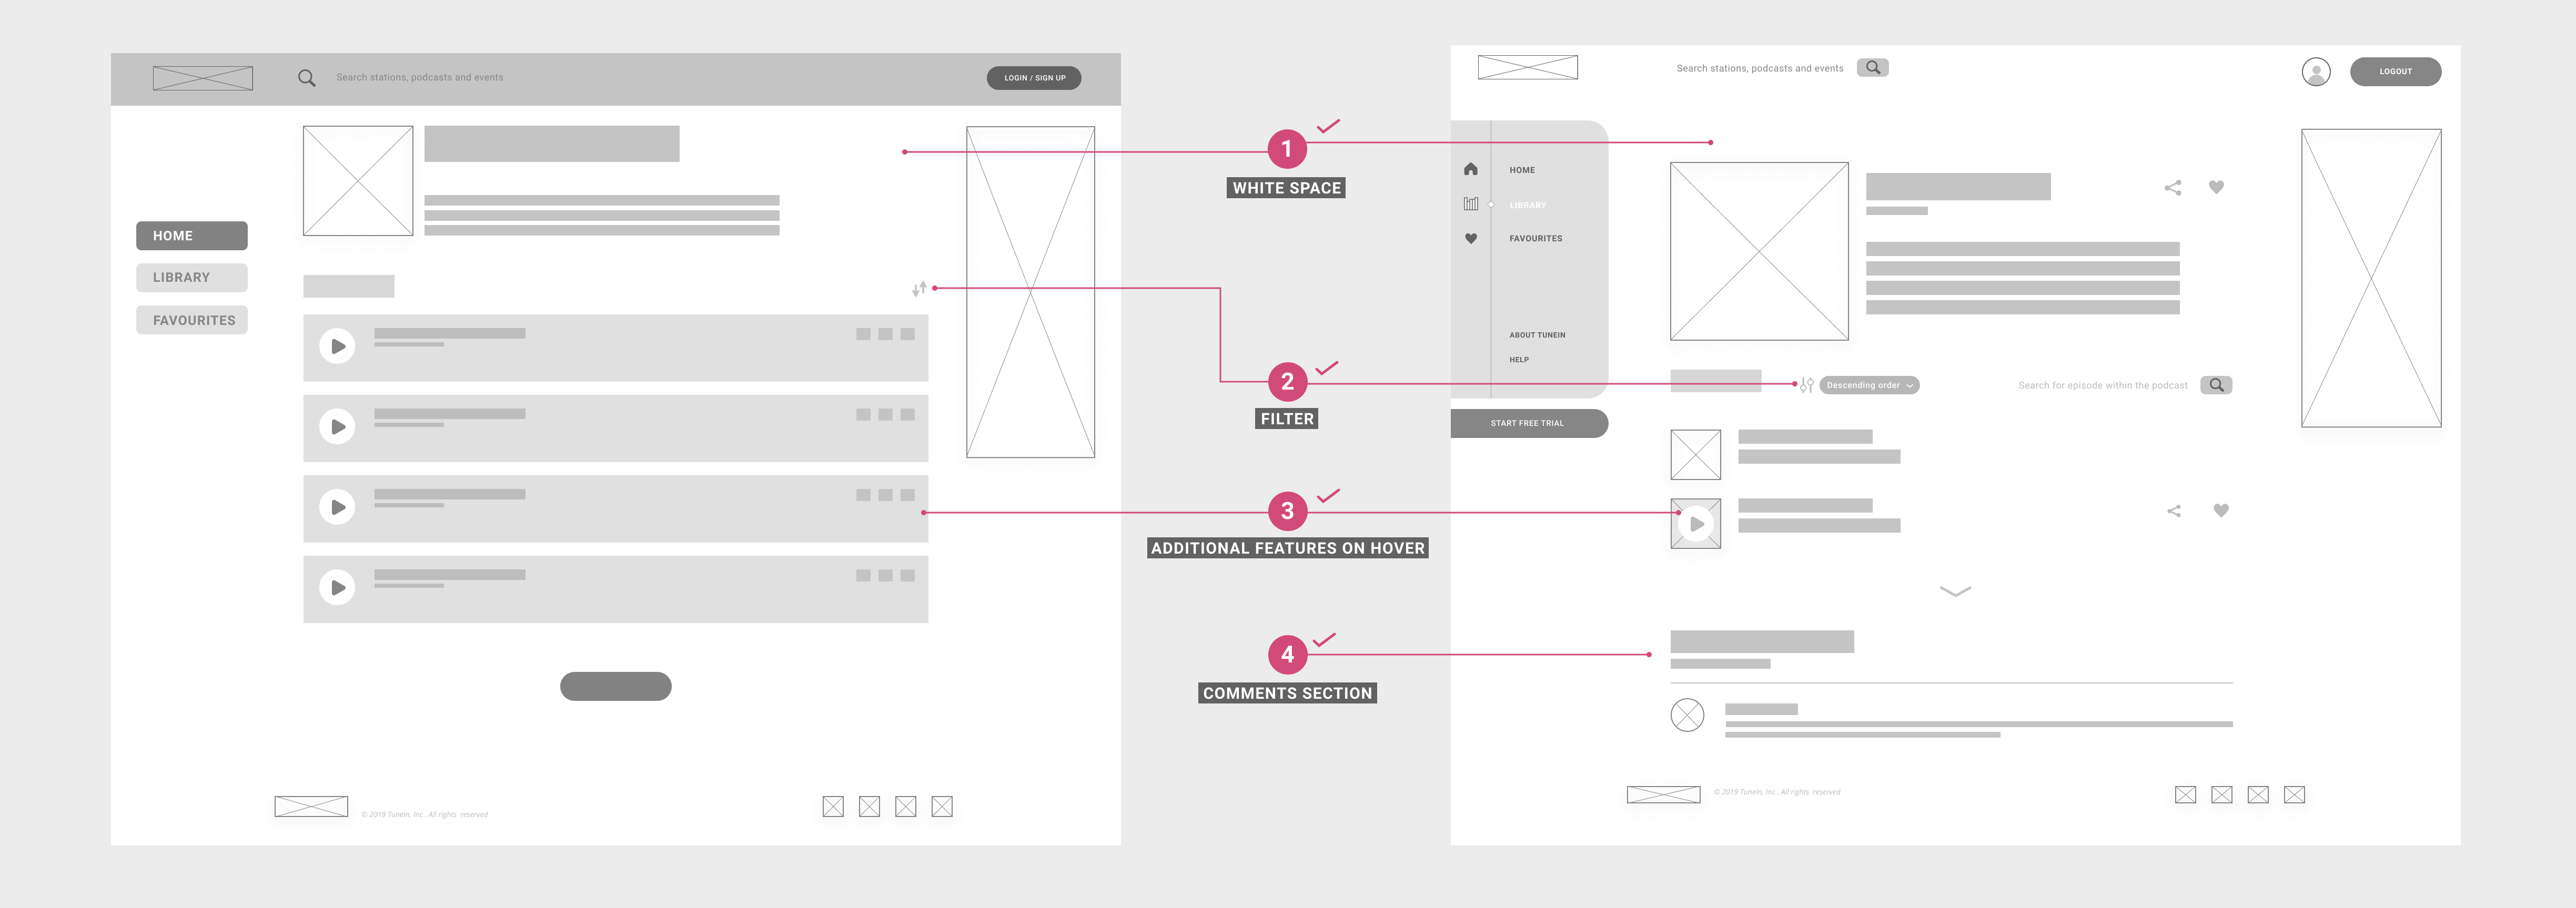 Search stations, podcasts and events
LOGIN / SIGN UP
HOME
LIBRARY
FAVOURITES
© 2019 TuneIn, Inc . All rights reserved
1
WHITE SPACE
2
FILTER
3
ADDITIONAL FEATURES ON HOVER
4
COMMENTS SECTION
Search stations, podcasts and events
LOGOUT
HOME
LIBRARY
FAVOURITES
ABOUT TUNEIN
HELP
START FREE TRIAL
Descending order
Search for episode within the podcast
© 2019 TuneIn, Inc . All rights reserved